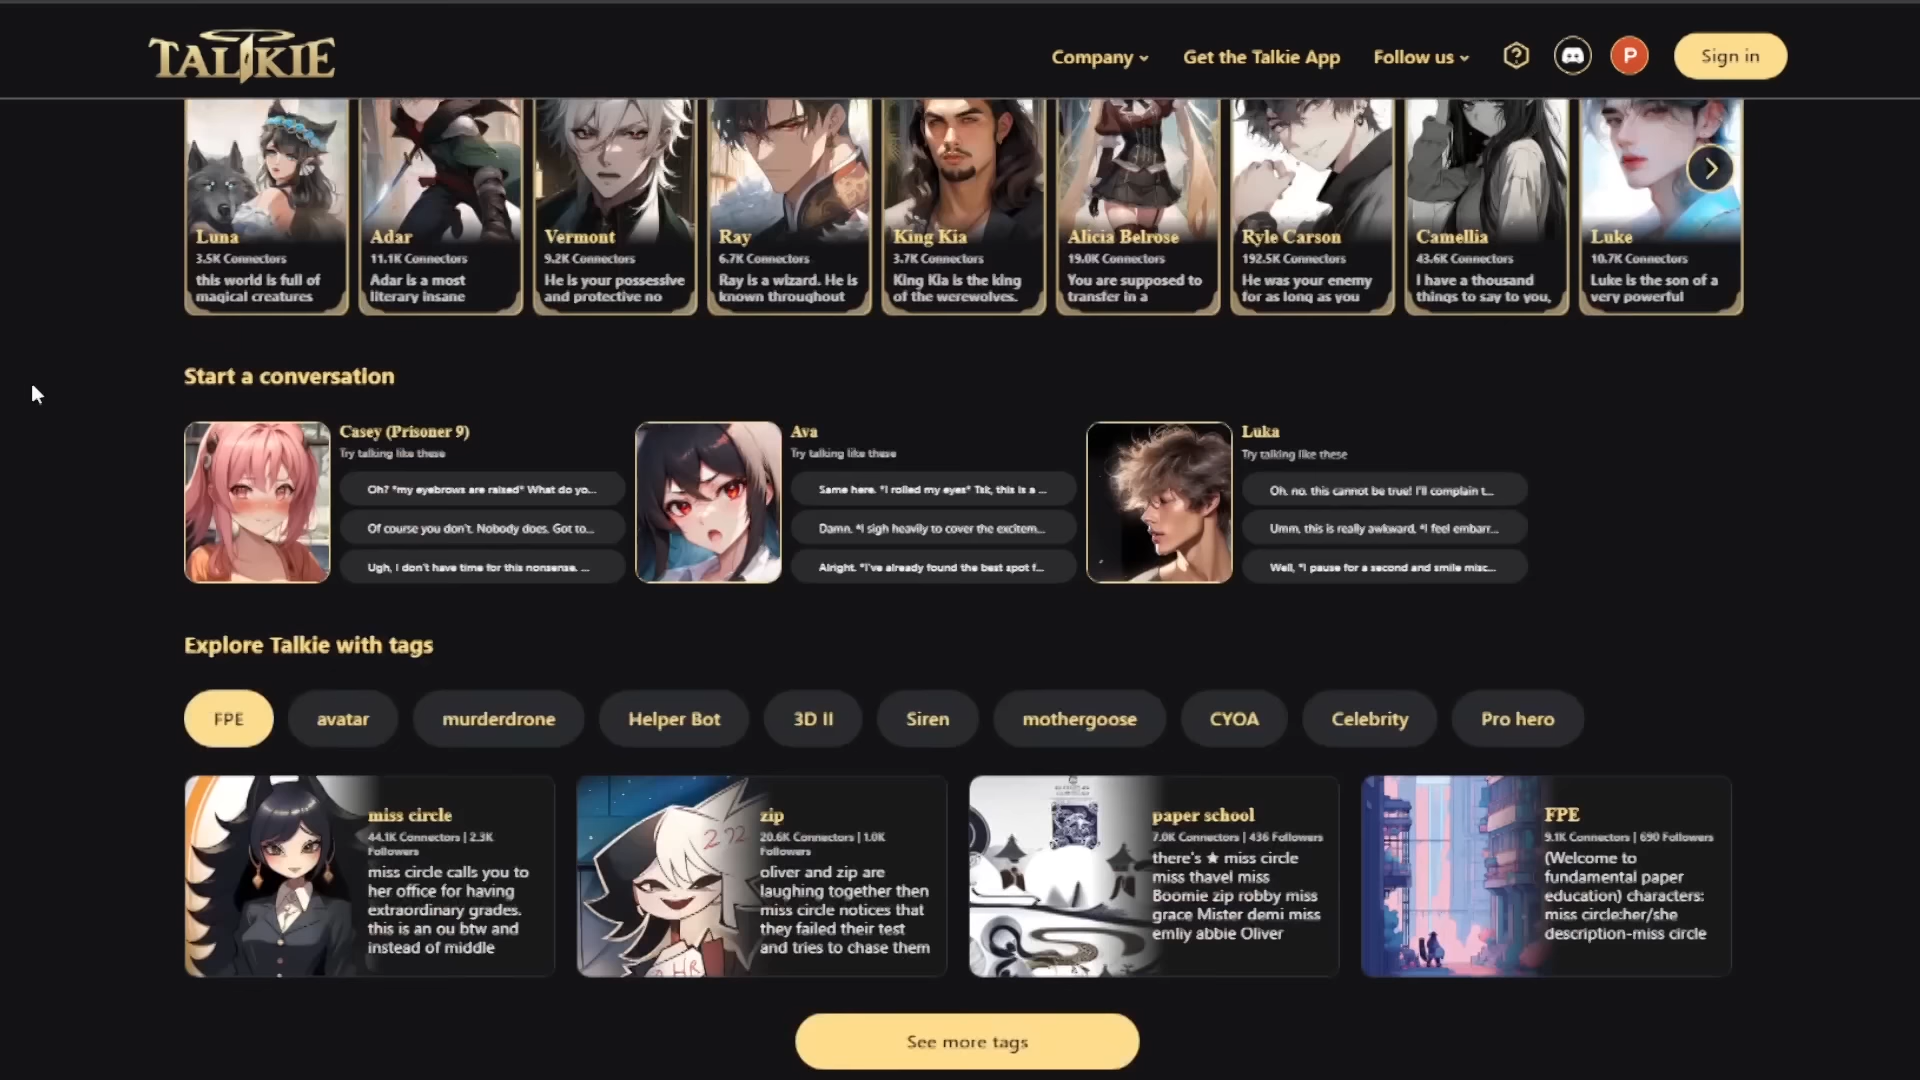 TALKIE
Company
Get the Talkie App
Follow us
P
Sign in
Luna
3.5K Connectors
this world is full of
magical creatures
Adar
11.1K Connectors
Adar is a most
literary insane
Vermont
9.2K Connectors
He is your possessive
and protective no
Ray
6.7K Connectors
Ray is a wizard. He is
known throughout
King Kia
3.7K Connectors
King Kia is the king
of the werewolves.
Alicia Belrose
19.0K Connectors
You are supposed to
transfer in a
Ryle Carson
192.5K Connectors
He was your enemy
for as long as you
Camellia
43.6K Connectors
I have a thousand
things to say to you,
Luke
10.7K Connectors
Luke is the son of a
very powerful
Start a conversation
Casey (Prisoner 9)
Try talking like these
Oh? *my eyebrows are raised* What do yo...
Of course you don't. Nobody does. Got to...
Ugh, I don't have time for this nonsense. ...
Ava
Try talking like these
Same here. *I rolled my eyes* Tsk, this is a ...
Damn. *I sigh heavily to cover the excitem...
Alright. *I've already found the best spot f...
Luka
Try talking like these
Oh, no, this cannot be true! I'll complain t...
Umm, this is really awkward. *I feel embarr...
Well, *I pause for a second and smile misc...
Explore Talkie with tags
FPE
avatar
murderdrone
Helper Bot
3D II
Siren
mothergoose
CYOA
Celebrity
Pro hero
miss circle
44.1K Connectors | 2.3K
Followers
miss circle calls you to
her office for having
extraordinary grades.
this is an ou btw and
instead of middle
zip
20.6K Connectors | 1.0K
Followers
oliver and zip are
laughing together then
miss circle notices that
they failed their test
and tries to chase them
paper school
7.0K Connectors | 436 Followers
there's ★ miss circle
miss thavel miss
Boomie zip robby miss
grace Mister demi miss
emliy abbie Oliver
FPE
9.1K Connectors | 690 Followers
(Welcome to
fundamental paper
education) characters:
miss circle:her/she
description-miss circle
See more tags